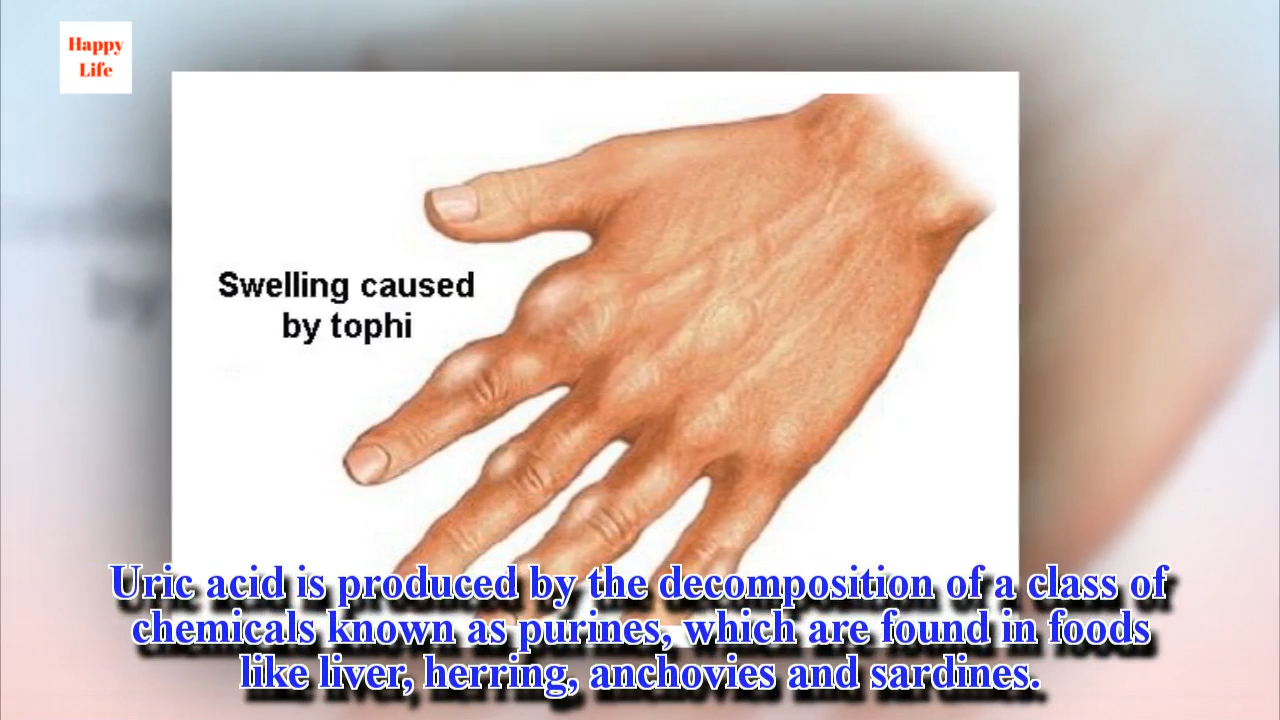 Happy
Life
Swelling caused
by tophi
Uric acid is produced by the decomposition of a class of
chemicals known as purines, which are found in foods
like liver, herring, anchovies and sardines.